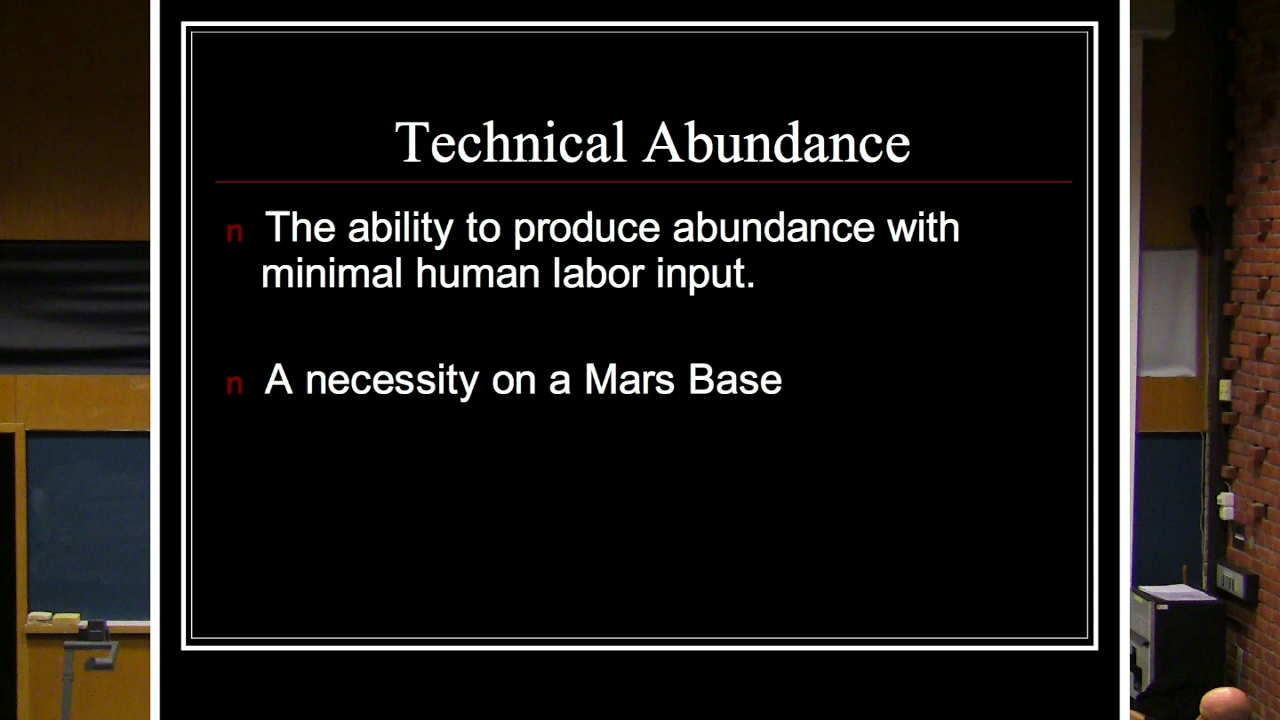 Technical Abundance
n The ability to produce abundance with
minimal human labor input.
n A necessity on a Mars Base